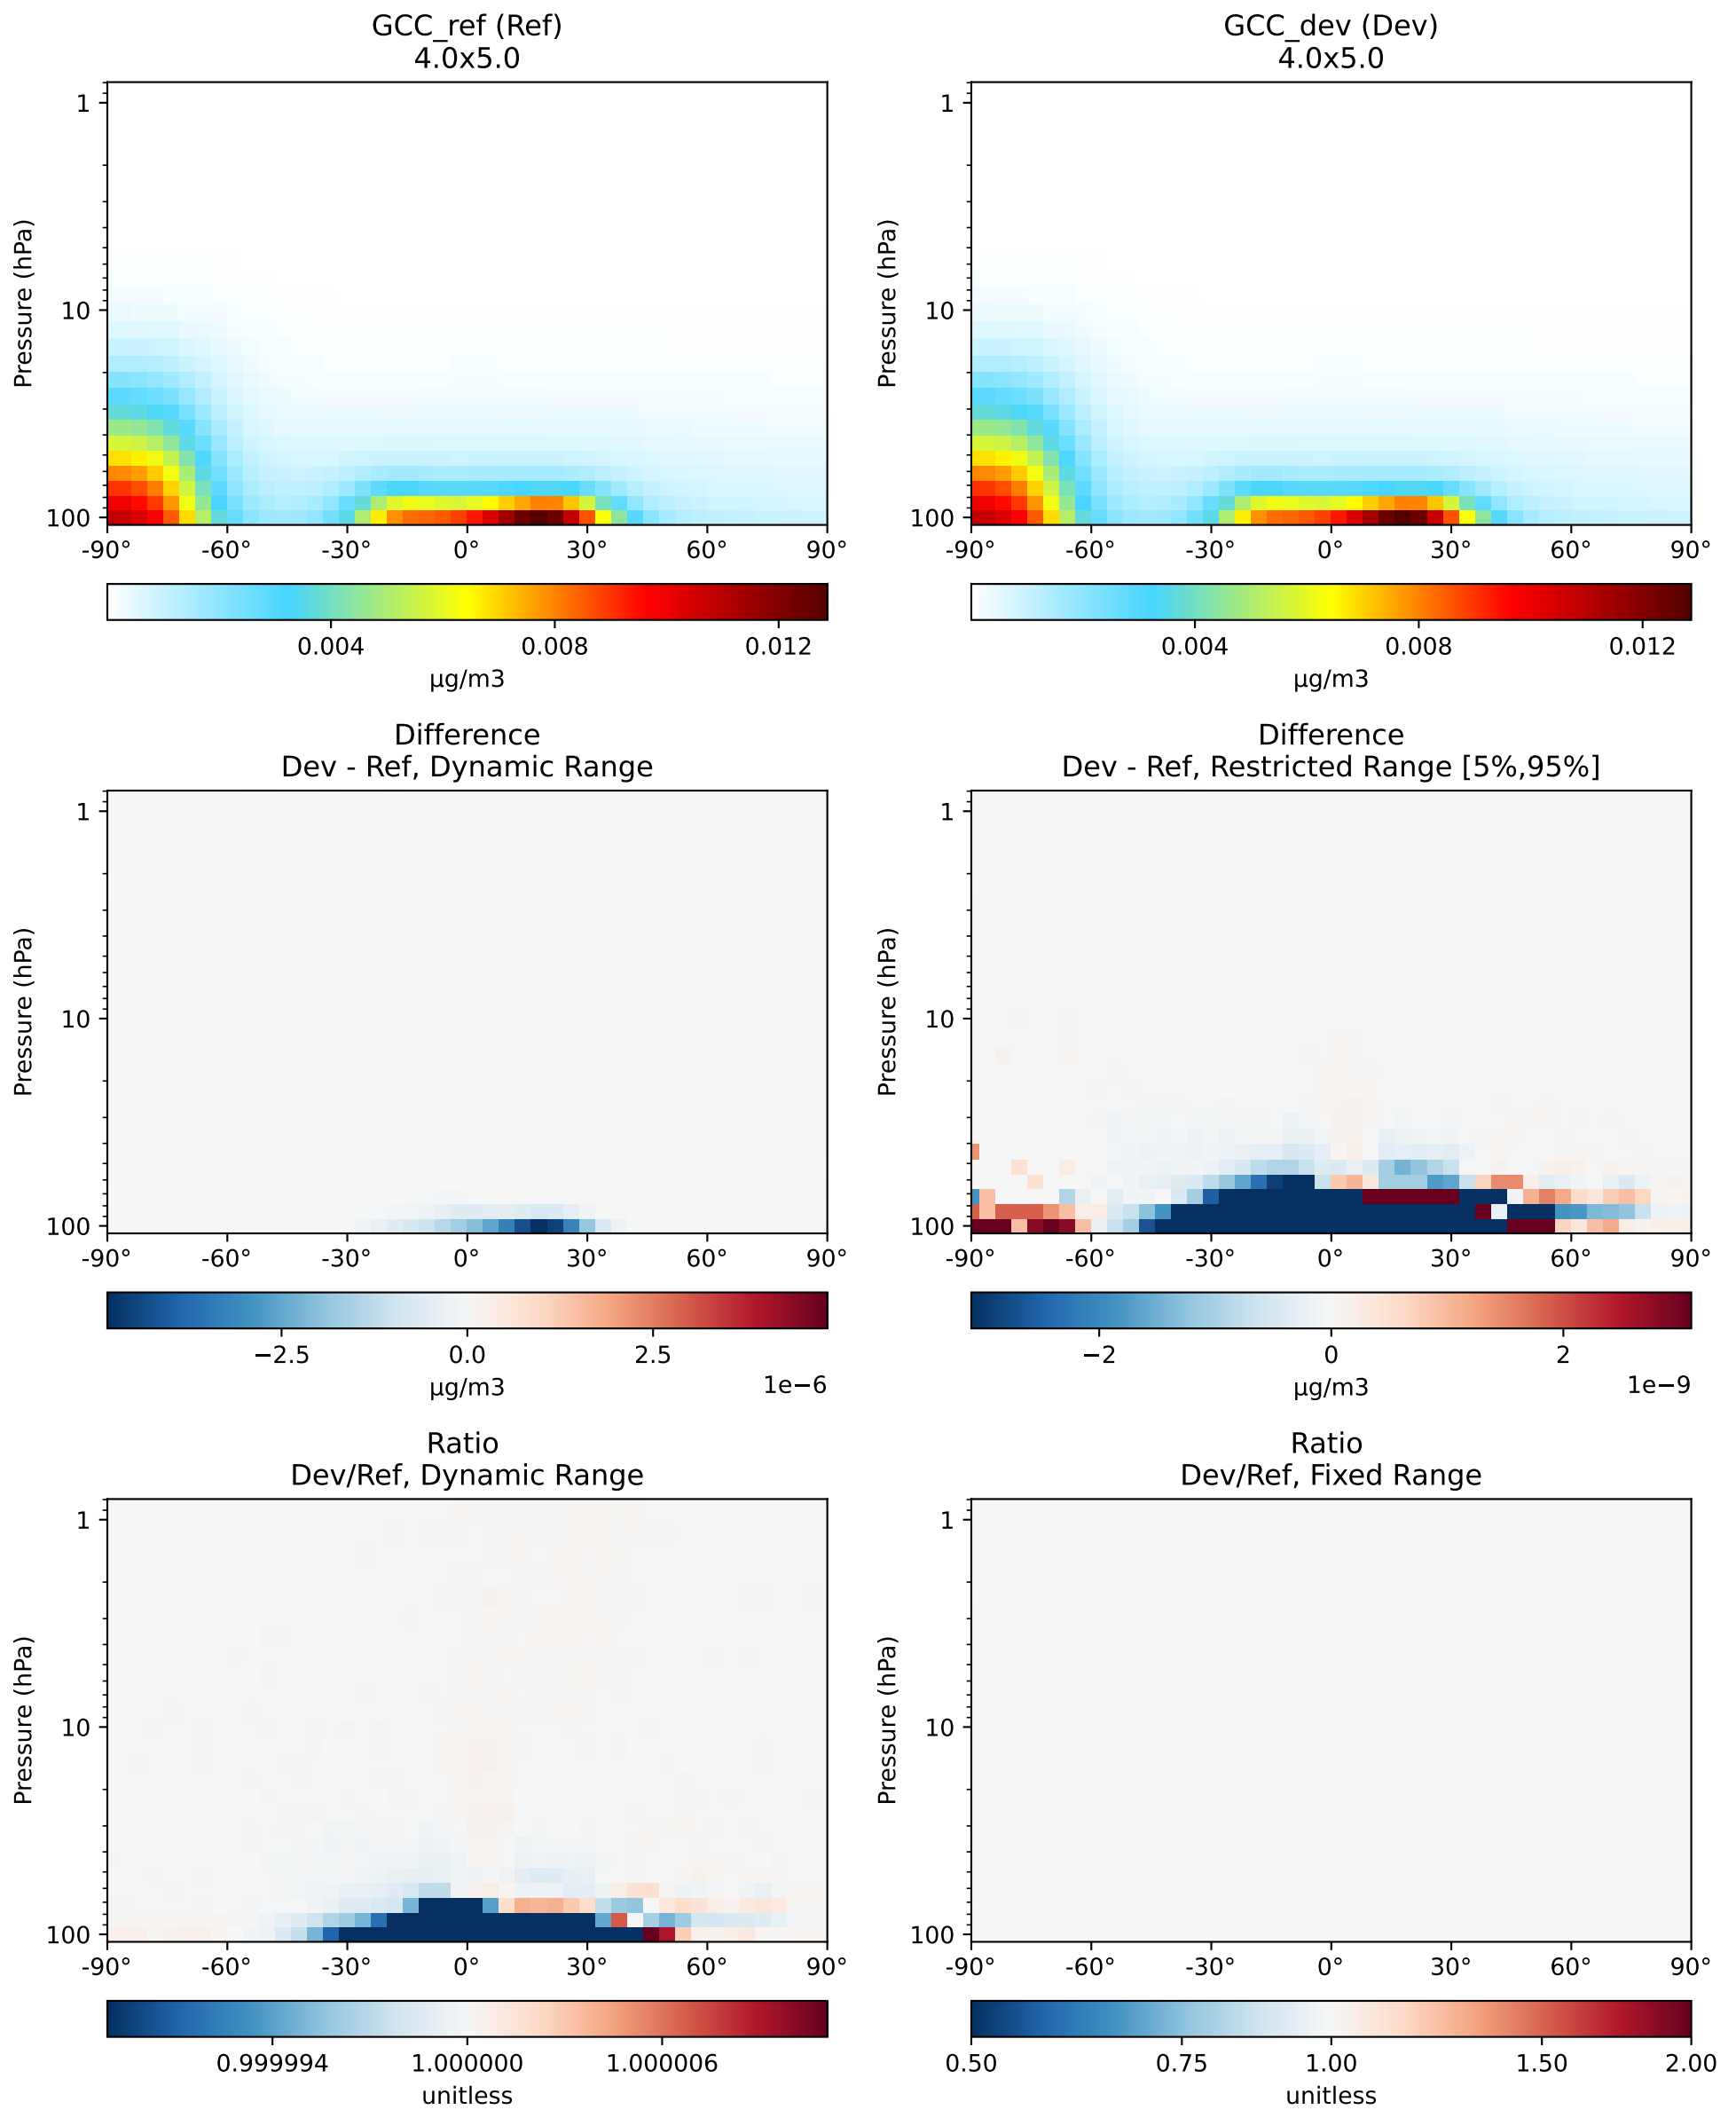 GCC_ref (Ref)
4.0x5.0
GCC_dev (Dev)
4.0x5.0
Pressure (hPa)
1
10
100
-90° -60° -30° 0° 30° 60° 90°
0.004 0.008 0.012
µg/m3
Pressure (hPa)
1
10
100
-90° -60° -30° 0° 30° 60° 90°
0.004 0.008 0.012
µg/m3
Difference
Dev - Ref, Dynamic Range
Pressure (hPa)
1
10
100
-90° -60° -30° 0° 30° 60° 90°
−2.5 0.0 2.5
µg/m3
1e−6
Difference
Dev - Ref, Restricted Range [5%,95%]
Pressure (hPa)
1
10
100
-90° -60° -30° 0° 30° 60° 90°
−2 0 2
µg/m3
1e−9
Ratio
Dev/Ref, Dynamic Range
Pressure (hPa)
1
10
100
-90° -60° -30° 0° 30° 60° 90°
0.999994 1.000000 1.000006
unitless
Ratio
Dev/Ref, Fixed Range
Pressure (hPa)
1
10
100
-90° -60° -30° 0° 30° 60° 90°
0.50 0.75 1.00 1.50 2.00
unitless